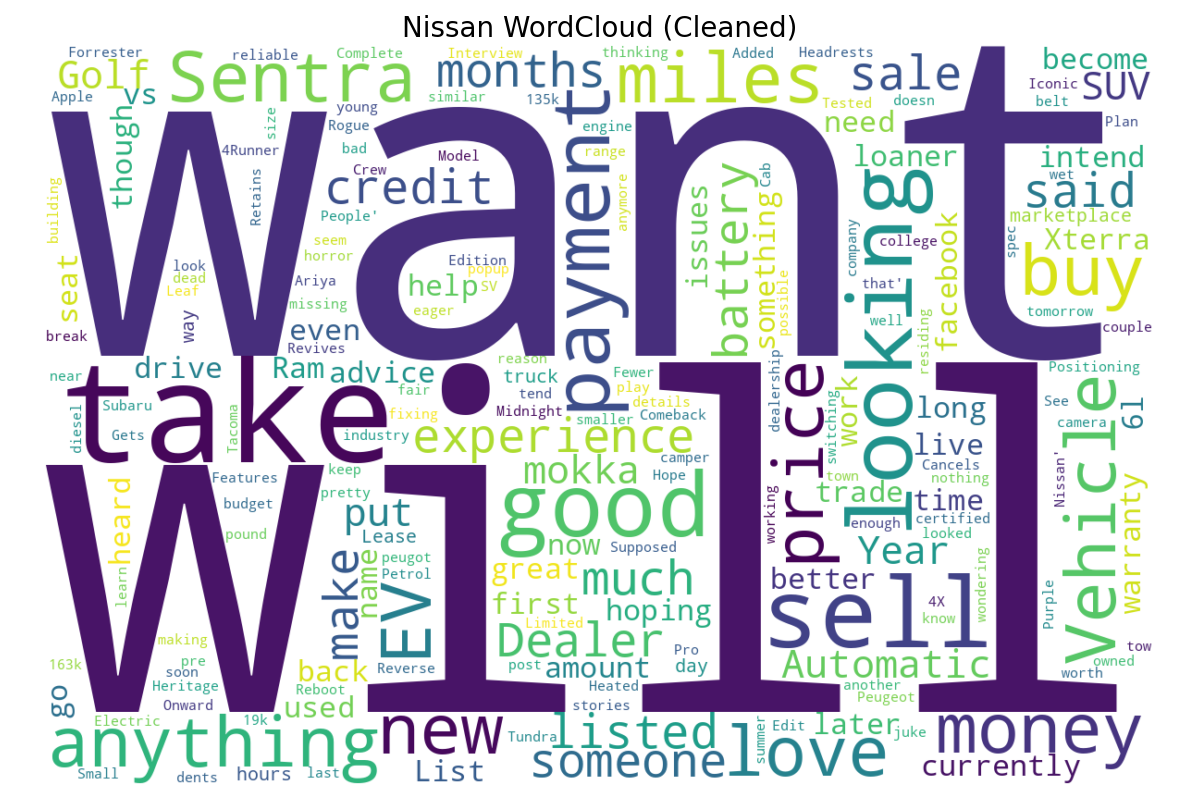 Nissan WordCloud (Cleaned)
Forrester reliable Complete Interview thinking Added Headrests become
Golf Sentra months miles sale Iconic SUV
Apple vs similar 135k Tested doesn belt
though size young Rogue engine need Plan
4Runner bad Crew Model range loaner intend
want
building Retains People' credit payment anymore issues battery something Cab looking wet said
seem horror Edition popup company college spec marketplace
seat look dead Leaf Ariya help SV eager possible that' facebook Xterra buy
way missing well tomorrow
break even Revives residing couple
near drive Ram advice reason truck Fewer dealership Positioning
take fair tend play details price work long See
diesel Subaru Gets Tacoma industry fixing Midnight smaller Comeback switching camera 6l
experience live
heard Features keep mokka camper Hope town Cancels nothing Nissan' Vehicle warranty
budget pretty put good working trade time
pound Lease now Supposed enough certified looked
will
learn make name peugot Petrol EV great much Year wondering
first hoping better 4X know Purple
making Limited Dealer sell tow
163k pre soon back Reverse post amount Pro day Automatic owned
go Heritage Reboot Heated another worth
Onward used stories Peugeot
Electric 19k new Tundra listed summer Edit later juke money
anything someone love
Small dents hours last List currently